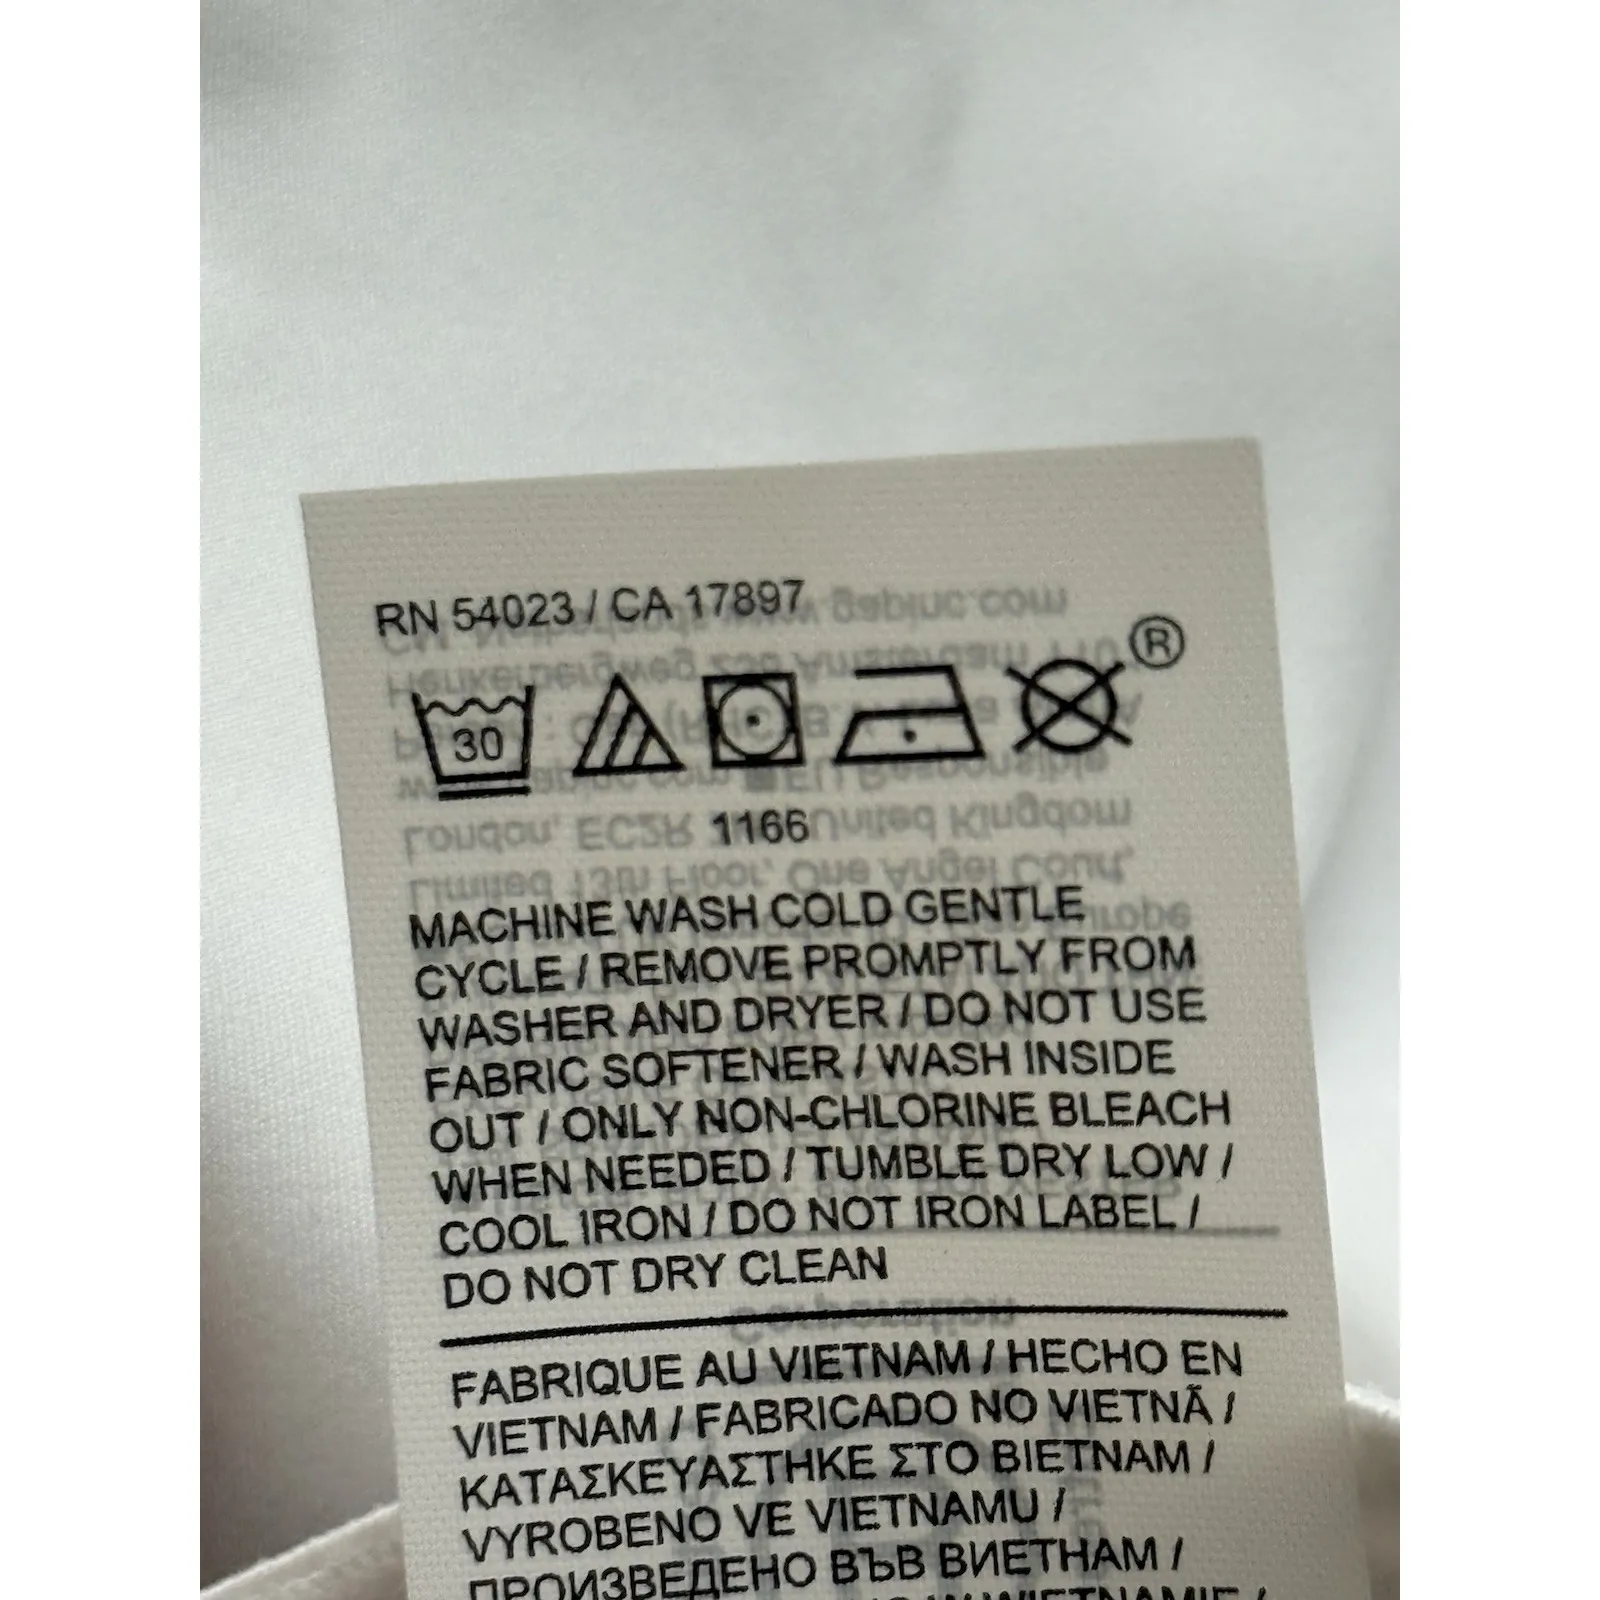 RN 54023 / CA 17897
®
30
1166
MACHINE WASH COLD GENTLE
CYCLE / REMOVE PROMPTLY FROM
WASHER AND DRYER / DO NOT USE
FABRIC SOFTENER / WASH INSIDE
OUT / ONLY NON-CHLORINE BLEACH
WHEN NEEDED / TUMBLE DRY LOW /
COOL IRON / DO NOT IRON LABEL /
DO NOT DRY CLEAN
FABRIQUE AU VIETNAM / HECHO EN
VIETNAM / FABRICADO NO VIETNÃ /
ΚΑΤΑΣΚΕΥΑΣΤΗΚΕ ΣΤΟ ΒΙΕΤΝΑΜ /
VYROBENO VE VIETNAMU /
ПРОИЗВЕДЕНО ВЪВ ВИЕТНАМ /